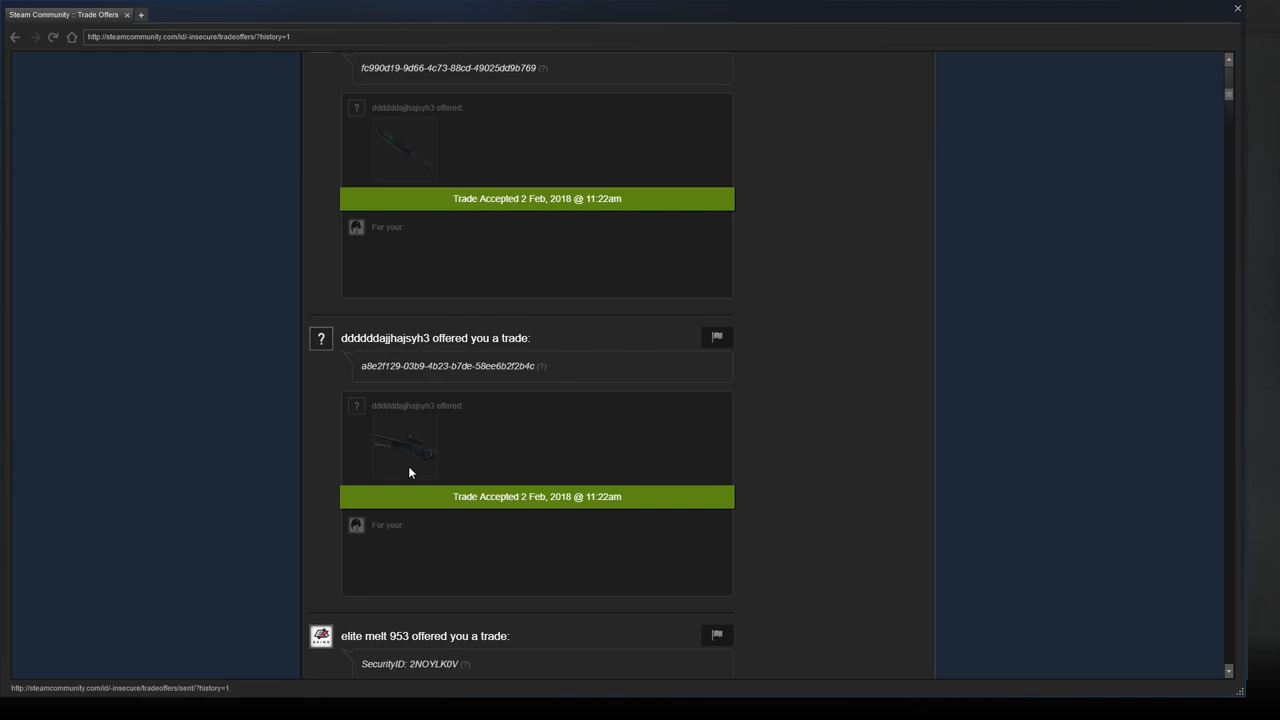 Steam Community :: Trade Offers
http://steamcommunity.com/id/-insecure/tradeoffers/?history=1
fc990d19-9d66-4c73-88cd-49025dd9b769 (?)
? ddddddajjhajsyh3 offered:
Trade Accepted 2 Feb, 2018 @ 11:22am
For your:
? ddddddajjhajsyh3 offered you a trade:
a8e2f129-03b9-4b23-b7de-58ee6b2f2b4c (?)
? ddddddajjhajsyh3 offered:
Trade Accepted 2 Feb, 2018 @ 11:22am
For your:
elite melt 953 offered you a trade:
SecurityID: 2NOYLK0V (?)
http://steamcommunity.com/id/-insecure/tradeoffers/sent/?history=1